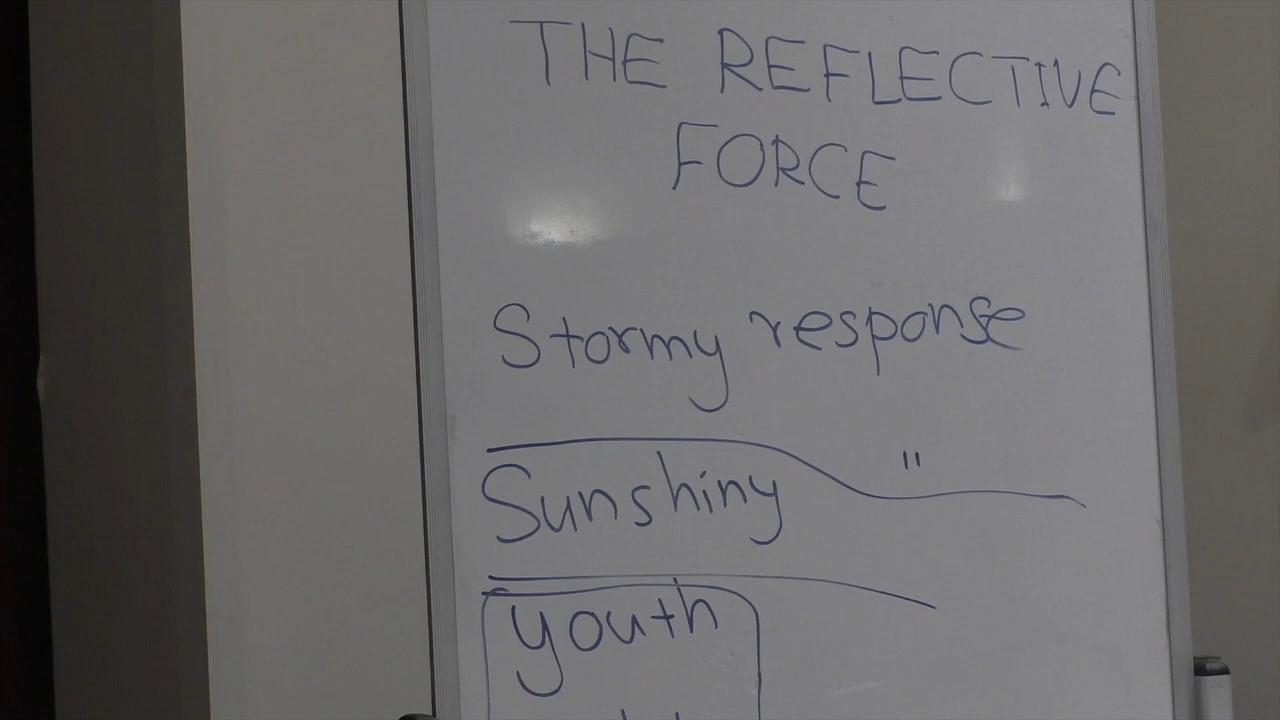 THE REFLECTIVE
FORCE
Stormy response
Sunshiny "
youth